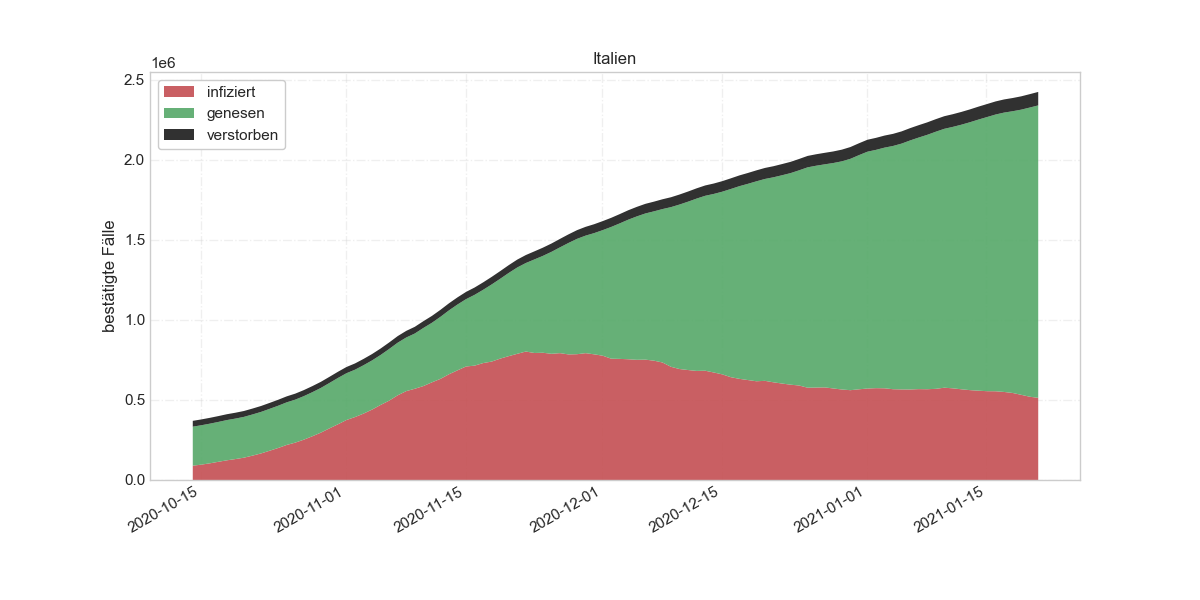 Italien
1e6
2.5
2.0
1.5
1.0
0.5
0.0
bestätigte Fälle
infiziert
genesen
verstorben
2020-10-15
2020-11-01
2020-11-15
2020-12-01
2020-12-15
2021-01-01
2021-01-15